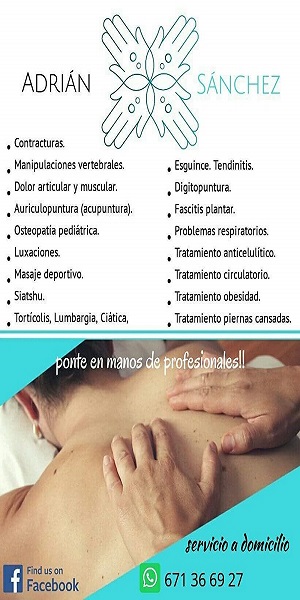 ADRIÁN SÁNCHEZ
Contracturas.
Manipulaciones vertebrales.
Dolor articular y muscular.
Auriculopuntura (acupuntura).
Osteopatía pediátrica.
Luxaciones.
Masaje deportivo.
Siatshu.
Tortícolis, Lumbargia, Ciática,
Esguince. Tendinitis.
Digitopuntura.
Fascitis plantar.
Problemas respiratorios.
Tratamiento anticelulítico.
Tratamiento circulatorio.
Tratamiento obesidad.
Tratamiento piernas cansadas.
ponte en manos de profesionales!!
servicio a domicilio
Find us on
Facebook
671 36 69 27